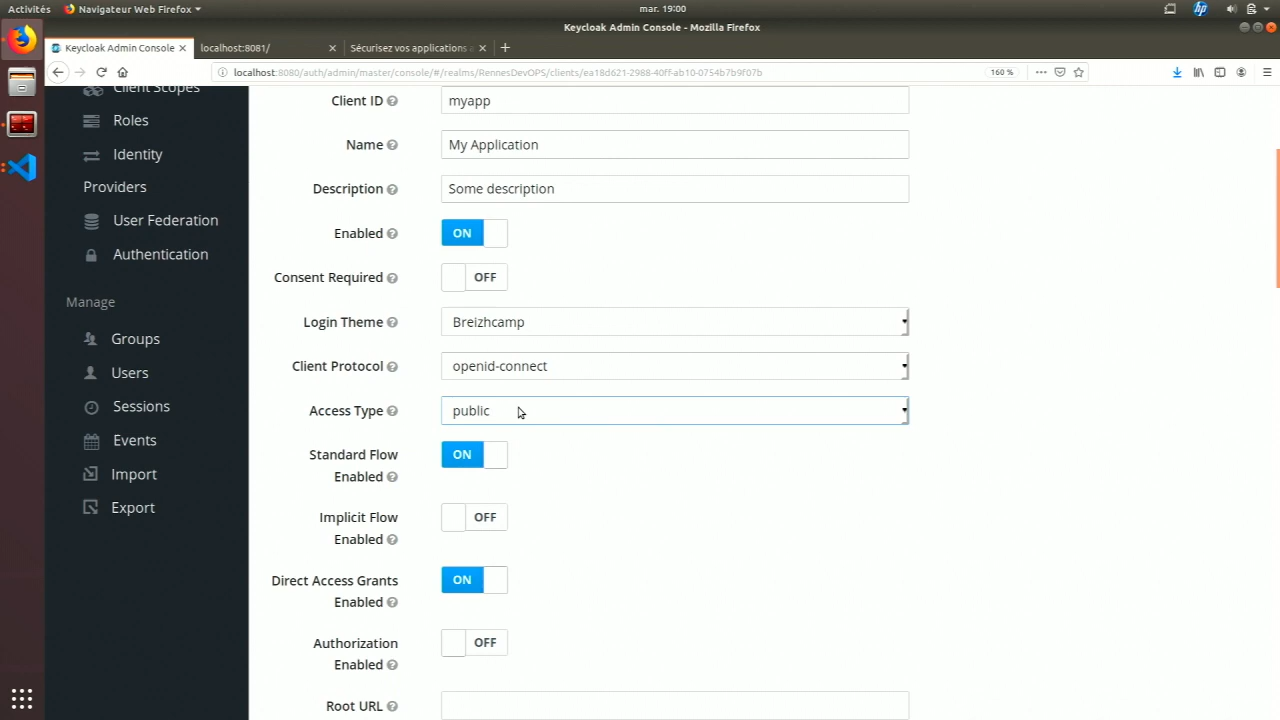 Activités
Navigateur Web Firefox
mar. 19:00
Keycloak Admin Console - Mozilla Firefox
Keycloak Admin Console
localhost:8081/
Sécurisez vos applications a
localhost:8080/auth/admin/master/console/#/realms/RennesDevOPS/clients/ea18d621-2988-40ff-ab10-0754b7b9f07b
160 %
Client Scopes
Roles
Identity
Providers
User Federation
Authentication
Manage
Groups
Users
Sessions
Events
Import
Export
Client ID
myapp
Name
My Application
Description
Some description
Enabled
ON
Consent Required
OFF
Login Theme
Breizhcamp
Client Protocol
openid-connect
Access Type
public
Standard Flow
Enabled
ON
Implicit Flow
Enabled
OFF
Direct Access Grants
Enabled
ON
Authorization
Enabled
OFF
Root URL